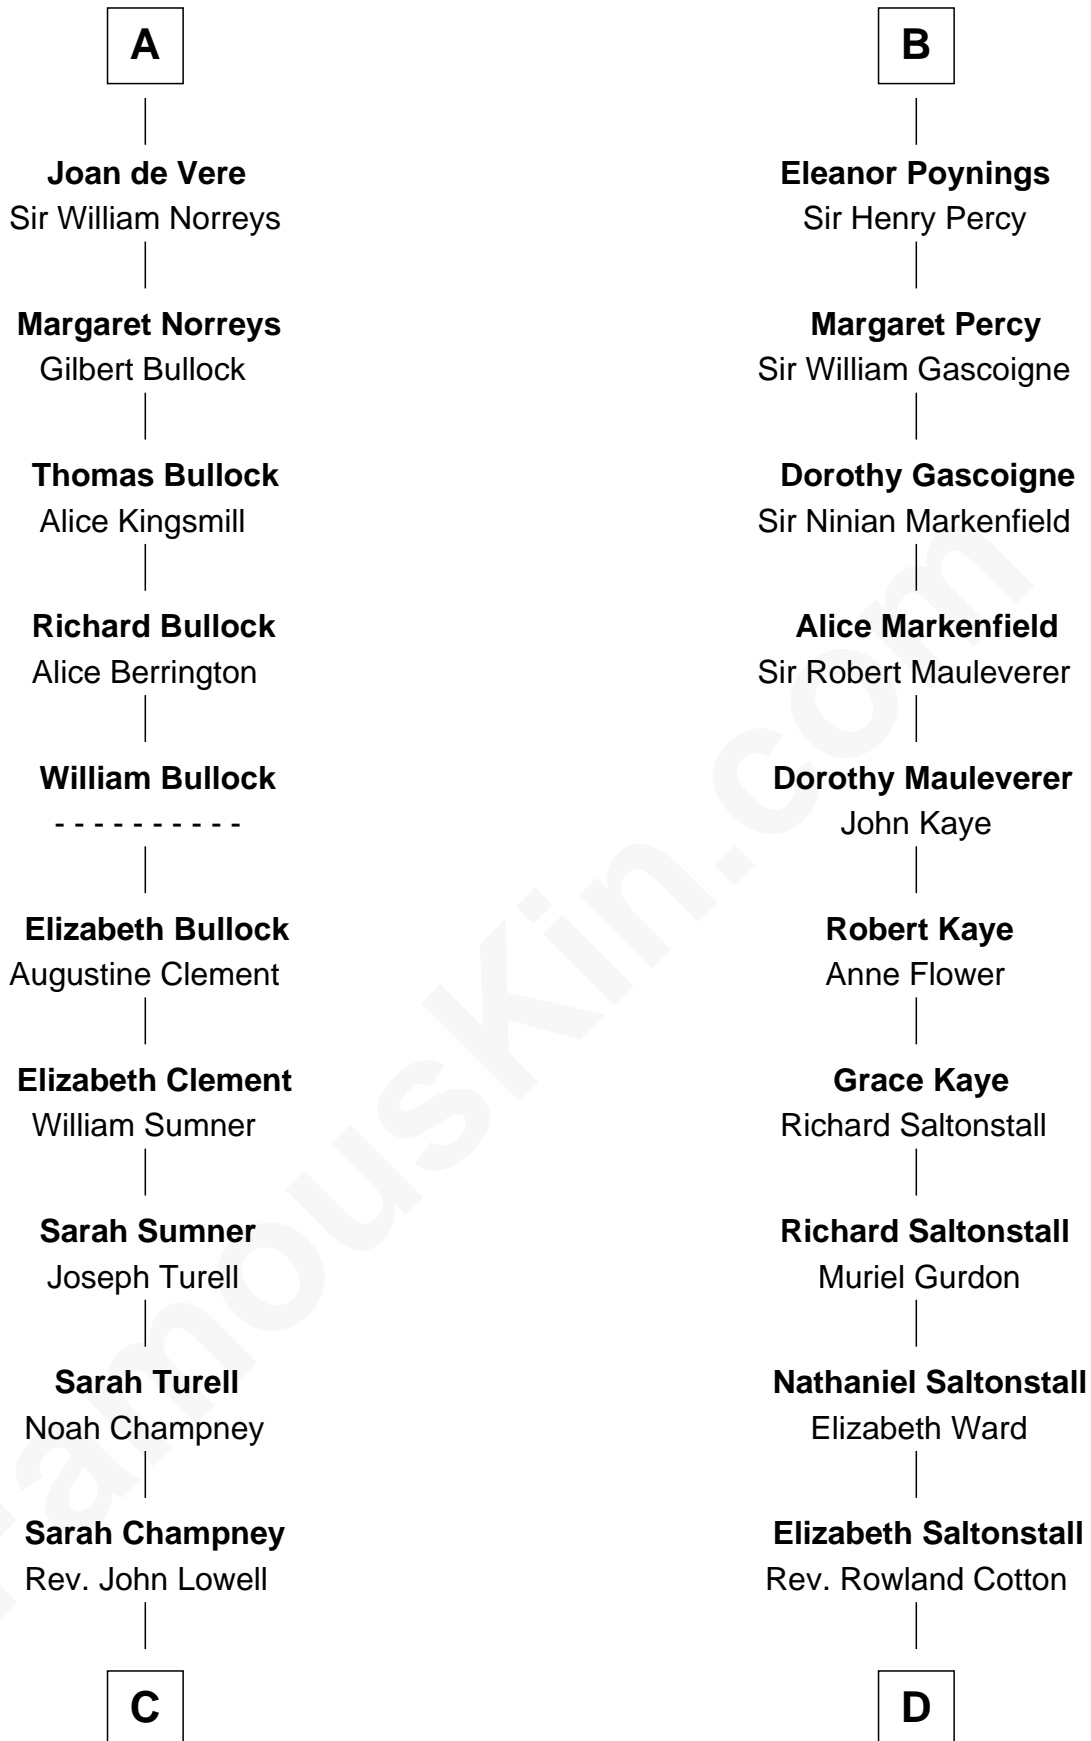 A
Joan de Vere
Sir William Norreys
Margaret Norreys
Gilbert Bullock
Thomas Bullock
Alice Kingsmill
Richard Bullock
Alice Berrington
William Bullock
- - - - - - - - - -
Elizabeth Bullock
Augustine Clement
Elizabeth Clement
William Sumner
Sarah Sumner
Joseph Turell
Sarah Turell
Noah Champney
Sarah Champney
Rev. John Lowell
C
B
Eleanor Poynings
Sir Henry Percy
Margaret Percy
Sir William Gascoigne
Dorothy Gascoigne
Sir Ninian Markenfield
Alice Markenfield
Sir Robert Mauleverer
Dorothy Mauleverer
John Kaye
Robert Kaye
Anne Flower
Grace Kaye
Richard Saltonstall
Richard Saltonstall
Muriel Gurdon
Nathaniel Saltonstall
Elizabeth Ward
Elizabeth Saltonstall
Rev. Rowland Cotton
D
FamousKin.com